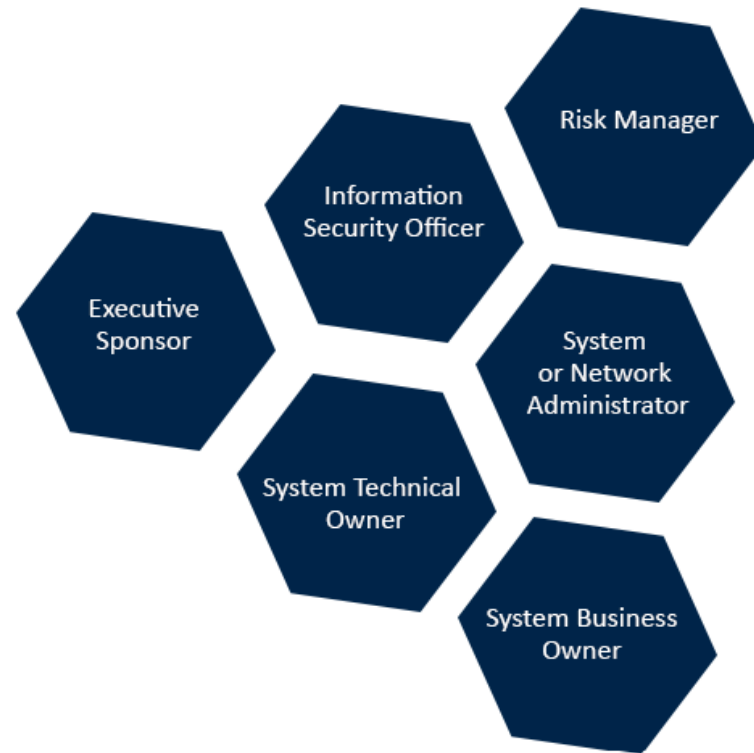 Risk Manager
Information
Security Officer
Executive
Sponsor
System
or Network
Administrator
System Technical
Owner
System Business
Owner